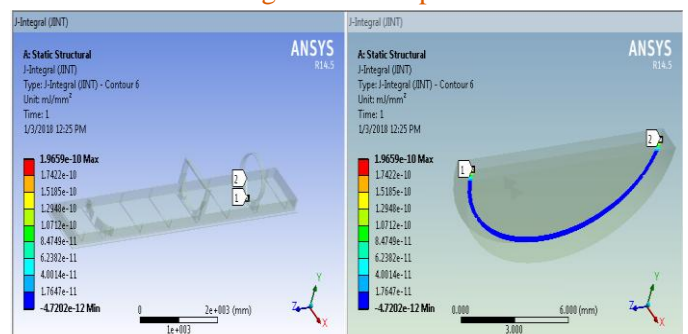 J-Integral (JINT)
A: Static Structural
J-Integral (JINT)
Type: J-Integral (JINT) - Contour 6
Unit: mJ/mm²
Time: 1
1/3/2018 12:25 PM
ANSYS
R14.5
1.9659e-10 Max
1.7422e-10
1.5185e-10
1.2948e-10
1.0712e-10
8.4749e-11
6.2382e-11
4.0014e-11
1.7647e-11
-4.7202e-12 Min
2
1
0
2e+003 (mm)
1e+003
Y
Z
X
J-Integral (JINT)
A: Static Structural
J-Integral (JINT)
Type: J-Integral (JINT) - Contour 6
Unit: mJ/mm²
Time: 1
1/3/2018 12:25 PM
ANSYS
R14.5
1.9659e-10 Max
1.7422e-10
1.5185e-10
1.2948e-10
1.0712e-10
8.4749e-11
6.2382e-11
4.0014e-11
1.7647e-11
-4.7202e-12 Min
1
2
0.000
6.000 (mm)
3.000
Y
Z
X